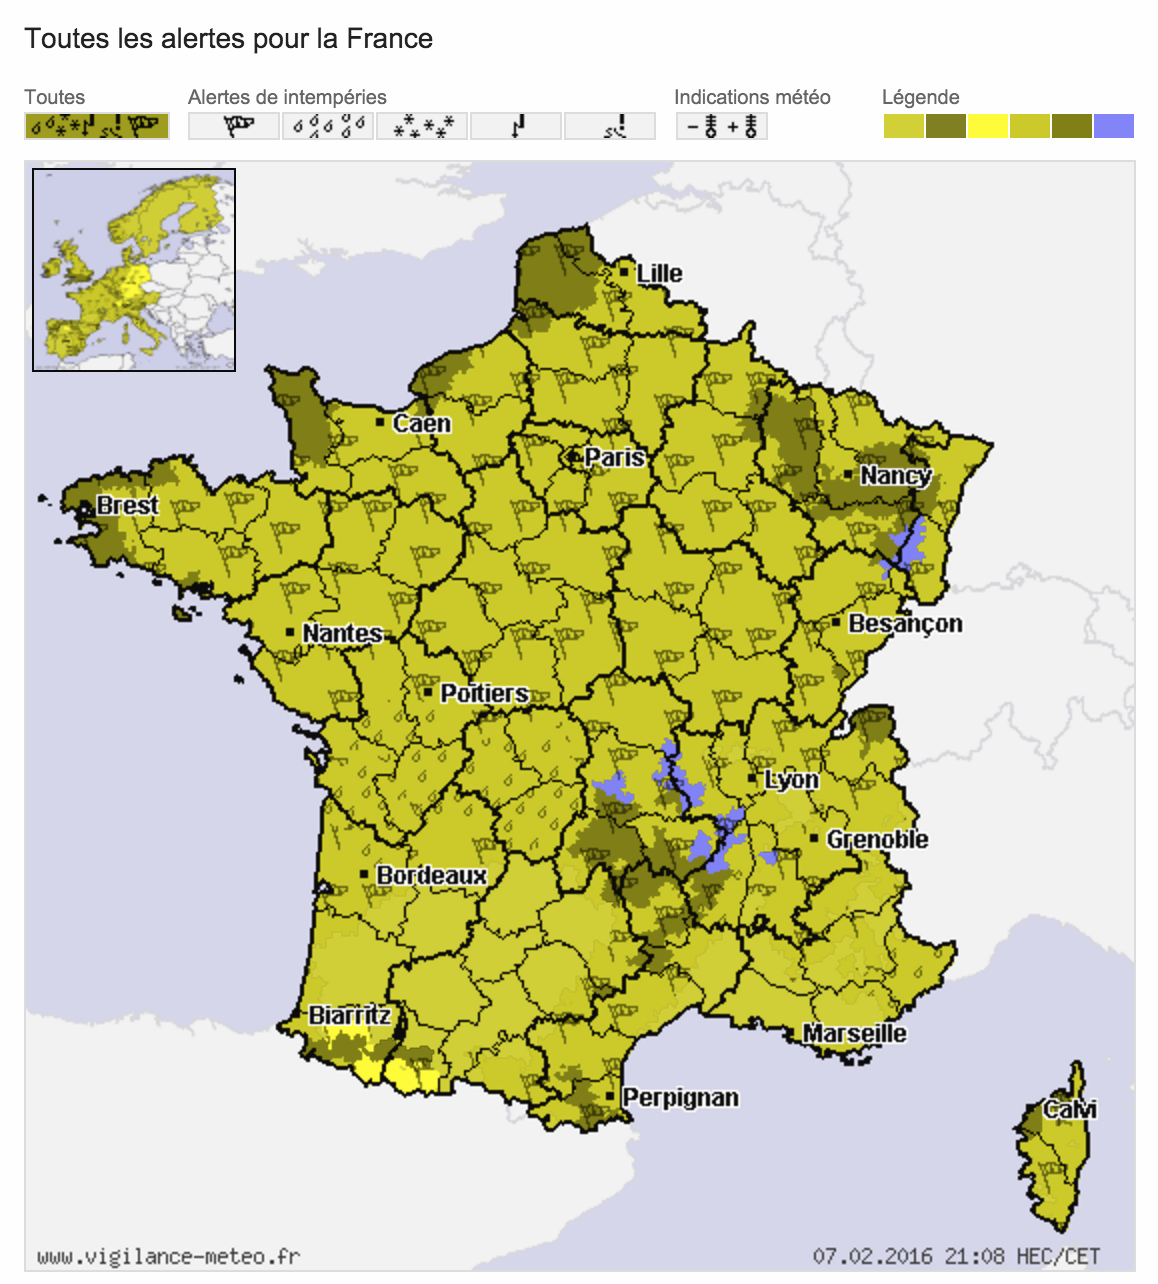 Toutes les alertes pour la France
Toutes Alertes de intempéries Indications météo Légende
Lille
Caen
Paris
Nancy
Brest
Besançon
Nantes
Poitiers
Lyon
Grenoble
Bordeaux
Biarritz
Marseille
Perpignan
Calvi
www.vigilance-meteo.fr 07.02.2016 21:08 HEC/CET